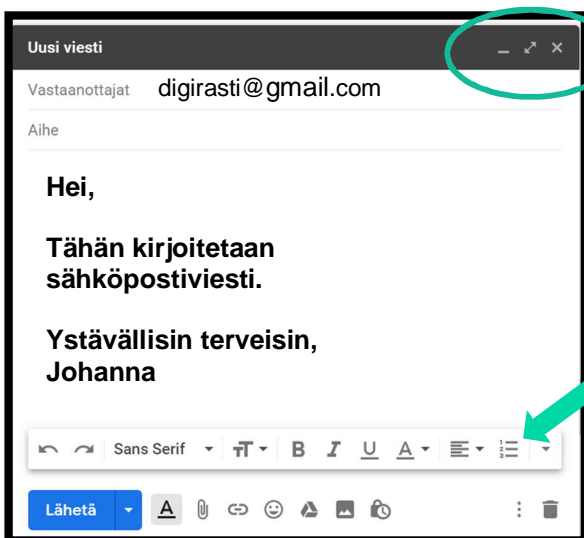 Uusi viesti
Vastaanottajat digirasti@gmail.com
Aihe
Hei,
Tähän kirjoitetaan
sähköpostiviesti.
Ystävällisin terveisin,
Johanna
Sans Serif B I U A
Lähetä A